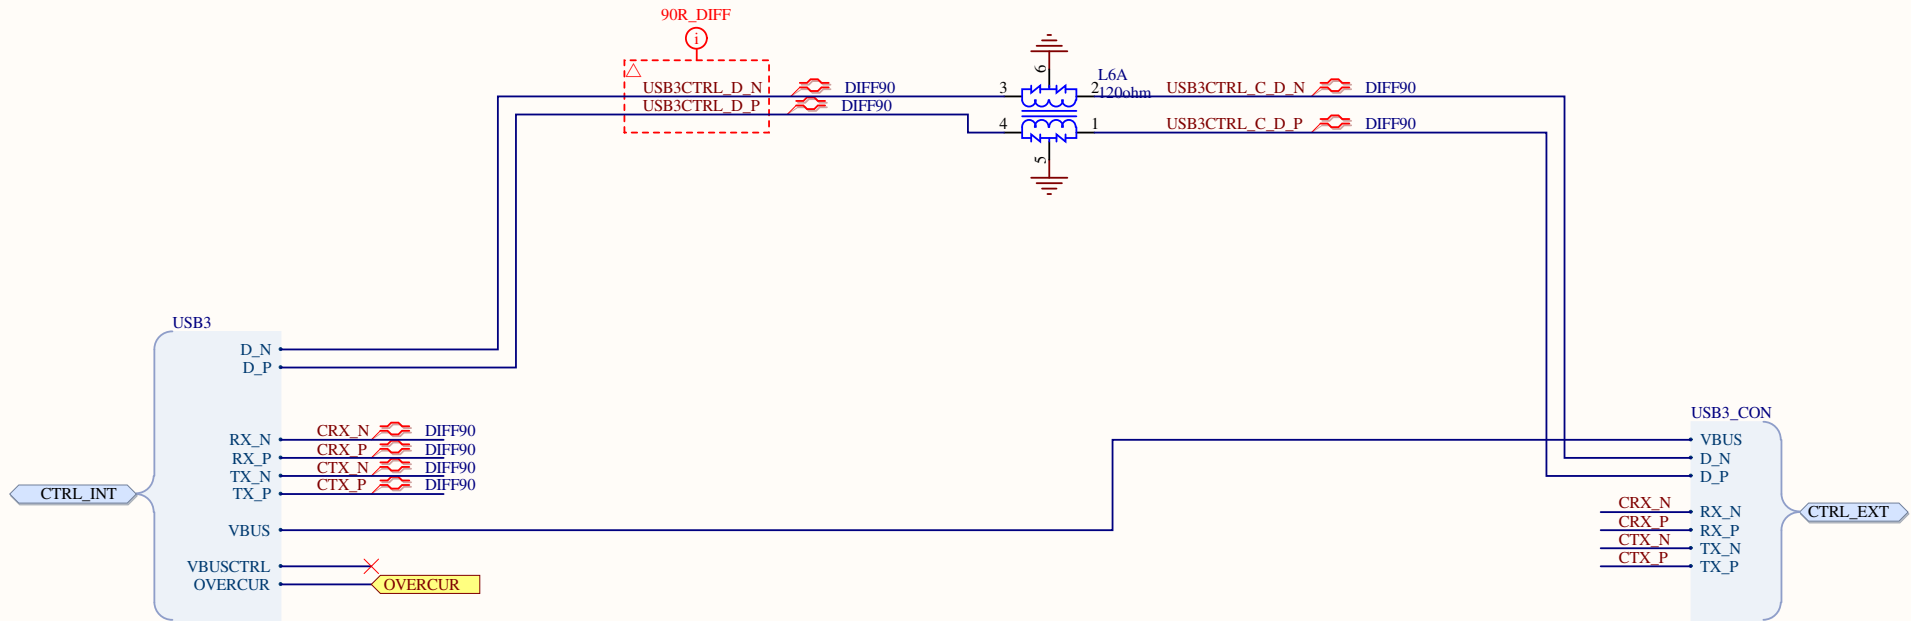 90R_DIFF
i
USB3CTRL_D_N DIFF90
USB3CTRL_D_P DIFF90
3
4
6
5
2
1
L6A
120ohm
USB3CTRL_C_D_N DIFF90
USB3CTRL_C_D_P DIFF90
USB3
D_N
D_P
RX_N CRX_N DIFF90
RX_P CRX_P DIFF90
TX_N CTX_N DIFF90
TX_P CTX_P DIFF90
CTRL_INT
VBUS
VBUSCTRL
OVERCUR OVERCUR
USB3_CON
VBUS
D_N
D_P
CRX_N RX_N
CRX_P RX_P
CTX_N TX_N
CTX_P TX_P
CTRL_EXT